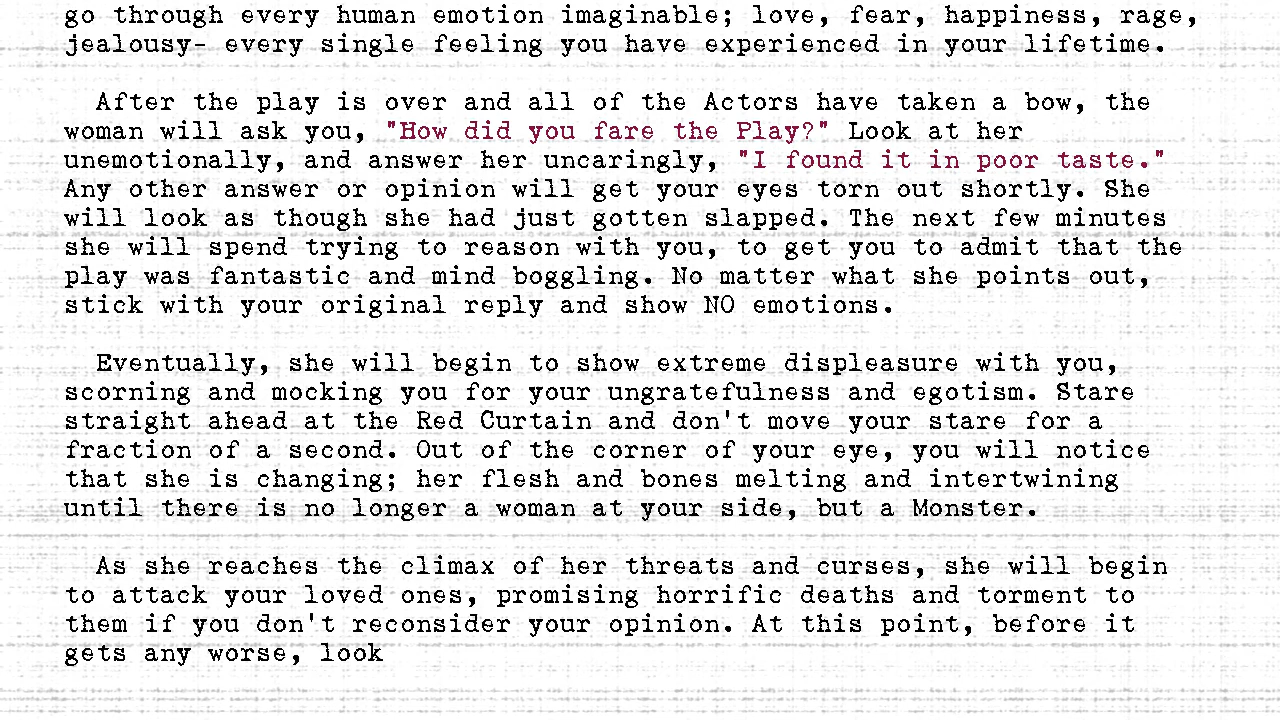 go through every human emotion imaginable; love, fear, happiness, rage,
jealousy- every single feeling you have experienced in your lifetime.
After the play is over and all of the Actors have taken a bow, the
woman will ask you, "How did you fare the Play?" Look at her
unemotionally, and answer her uncaringly, "I found it in poor taste."
Any other answer or opinion will get your eyes torn out shortly. She
will look as though she had just gotten slapped. The next few minutes
she will spend trying to reason with you, to get you to admit that the
play was fantastic and mind boggling. No matter what she points out,
stick with your original reply and show NO emotions.
Eventually, she will begin to show extreme displeasure with you,
scorning and mocking you for your ungratefulness and egotism. Stare
straight ahead at the Red Curtain and don't move your stare for a
fraction of a second. Out of the corner of your eye, you will notice
that she is changing; her flesh and bones melting and intertwining
until there is no longer a woman at your side, but a Monster.
As she reaches the climax of her threats and curses, she will begin
to attack your loved ones, promising horrific deaths and torment to
them if you don't reconsider your opinion. At this point, before it
gets any worse, look